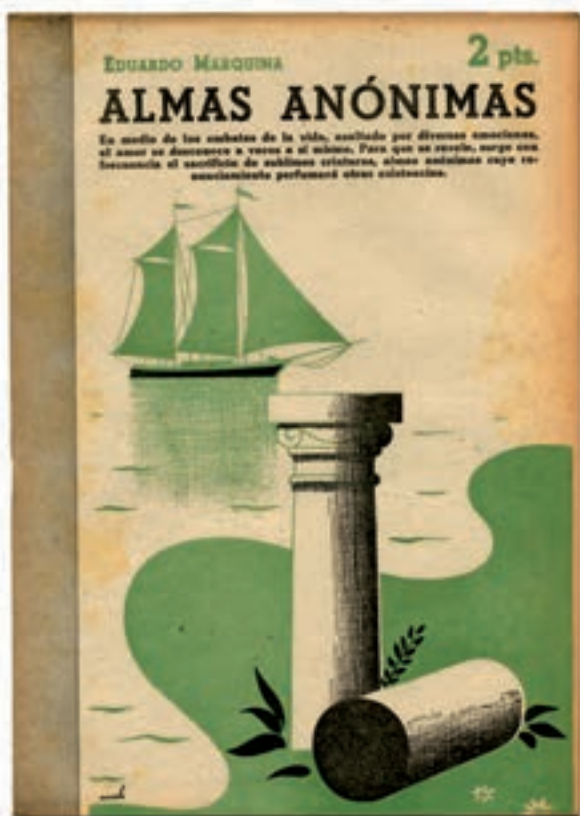 EDUARDO MARQUINA
2 pts.
ALMAS ANÓNIMAS
En medio de los embates de la vida, exaltado por diversas emociones,
el amor se desconoce a veces a sí mismo. Para que se revele, surge con
frecuencia el sacrificio de sublimes criaturas, almas anónimas cuyo re-
nunciamiento perfumará otras existencias.